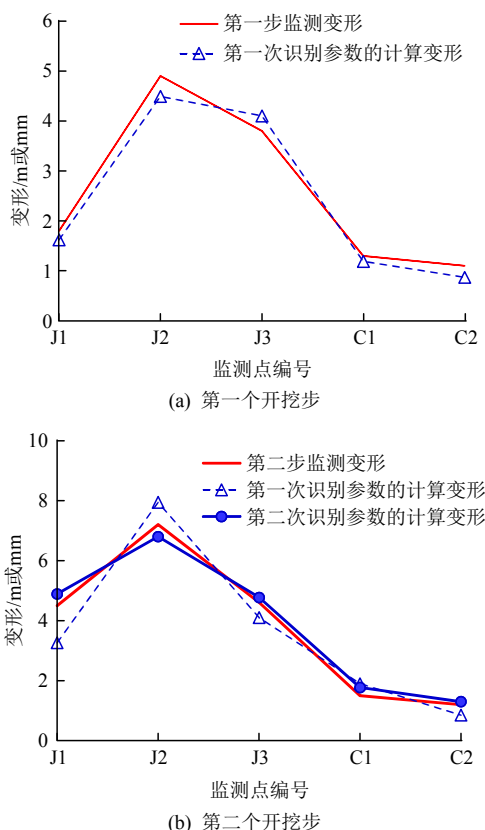 6
第一步监测变形
第一次识别参数的计算变形
5
4
3
2
1
0
变形/m或mm
J1 J2 J3 C1 C2
监测点编号
(a) 第一个开挖步
10
第二步监测变形
第一次识别参数的计算变形
第二次识别参数的计算变形
8
6
4
2
0
变形/m或mm
J1 J2 J3 C1 C2
监测点编号
(b) 第二个开挖步